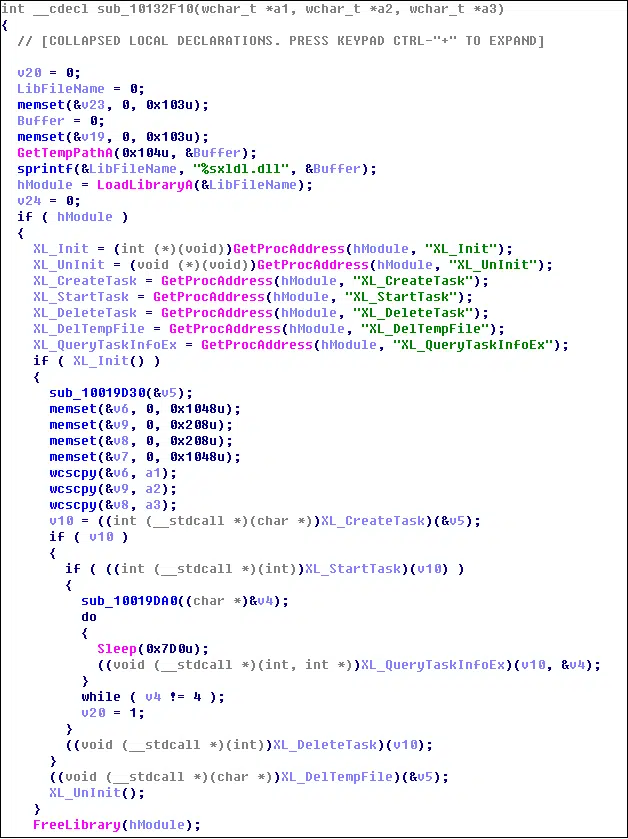 int __cdecl sub_10132F10(wchar_t *a1, wchar_t *a2, wchar_t *a3)
{
  // [COLLAPSED LOCAL DECLARATIONS. PRESS KEYPAD CTRL-"+" TO EXPAND]

  v20 = 0;
  LibFileName = 0;
  memset(&v23, 0, 0x103u);
  Buffer = 0;
  memset(&v19, 0, 0x103u);
  GetTempPathA(0x104u, &Buffer);
  sprintf(&LibFileName, "%sxldl.dll", &Buffer);
  hModule = LoadLibraryA(&LibFileName);
  v24 = 0;
  if ( hModule )
  {
    XL_Init = (int (*)(void))GetProcAddress(hModule, "XL_Init");
    XL_UnInit = (void (*)(void))GetProcAddress(hModule, "XL_UnInit");
    XL_CreateTask = GetProcAddress(hModule, "XL_CreateTask");
    XL_StartTask = GetProcAddress(hModule, "XL_StartTask");
    XL_DeleteTask = GetProcAddress(hModule, "XL_DeleteTask");
    XL_DelTempFile = GetProcAddress(hModule, "XL_DelTempFile");
    XL_QueryTaskInfoEx = GetProcAddress(hModule, "XL_QueryTaskInfoEx");
    if ( XL_Init() )
    {
      sub_10019D30(&v5);
      memset(&v6, 0, 0x1048u);
      memset(&v9, 0, 0x208u);
      memset(&v8, 0, 0x208u);
      memset(&v7, 0, 0x1048u);
      wcscpy(&v6, a1);
      wcscpy(&v9, a2);
      wcscpy(&v8, a3);
      v10 = ((int (__stdcall *)(char *))XL_CreateTask)(&v5);
      if ( v10 )
      {
        if ( ((int (__stdcall *)(int))XL_StartTask)(v10) )
        {
          sub_10019DA0((char *)&v4);
          do
          {
            Sleep(0x7D0u);
            ((void (__stdcall *)(int, int *))XL_QueryTaskInfoEx)(v10, &v4);
          }
          while ( v4 != 4 );
          v20 = 1;
        }
        ((void (__stdcall *)(int))XL_DeleteTask)(v10);
      }
      ((void (__stdcall *)(char *))XL_DelTempFile)(&v5);
      XL_UnInit();
    }
    FreeLibrary(hModule);